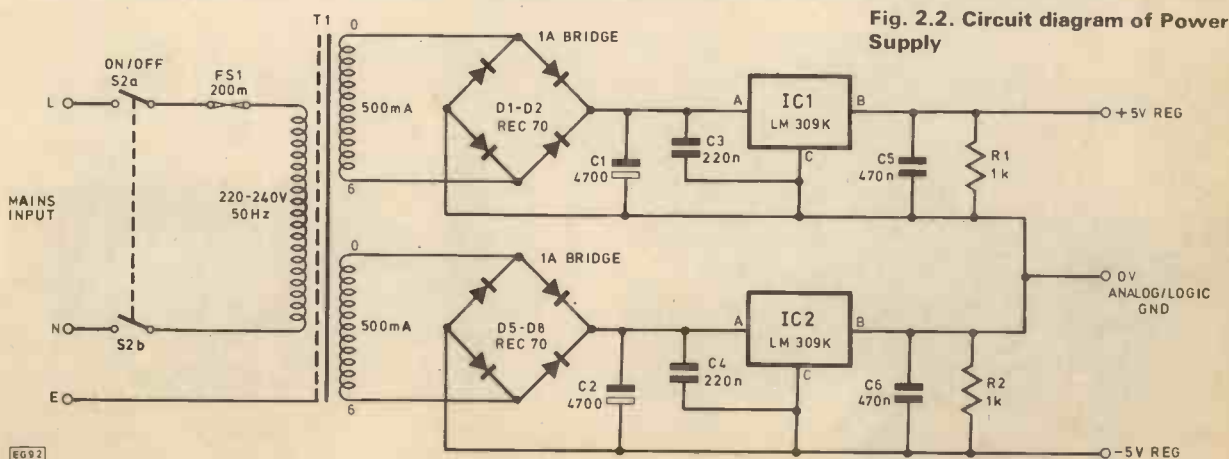 Fig. 2.2. Circuit diagram of Power
Supply
T1
ON/OFF
S2a
FS1
200m
L
N
E
MAINS
INPUT
S2b
220-240V
50Hz
0
500mA
6
1A BRIDGE
D1-D2
REC 70
C1
4700
C3
220n
A
IC1
LM 309K
B
C
C5
470n
R1
1k
+5V REG
0V
ANALOG/LOGIC
GND
0
500mA
6
1A BRIDGE
D5-D8
REC 70
C2
4700
C4
220n
A
IC2
LM 309K
B
C
C6
470n
R2
1k
-5V REG
EG92